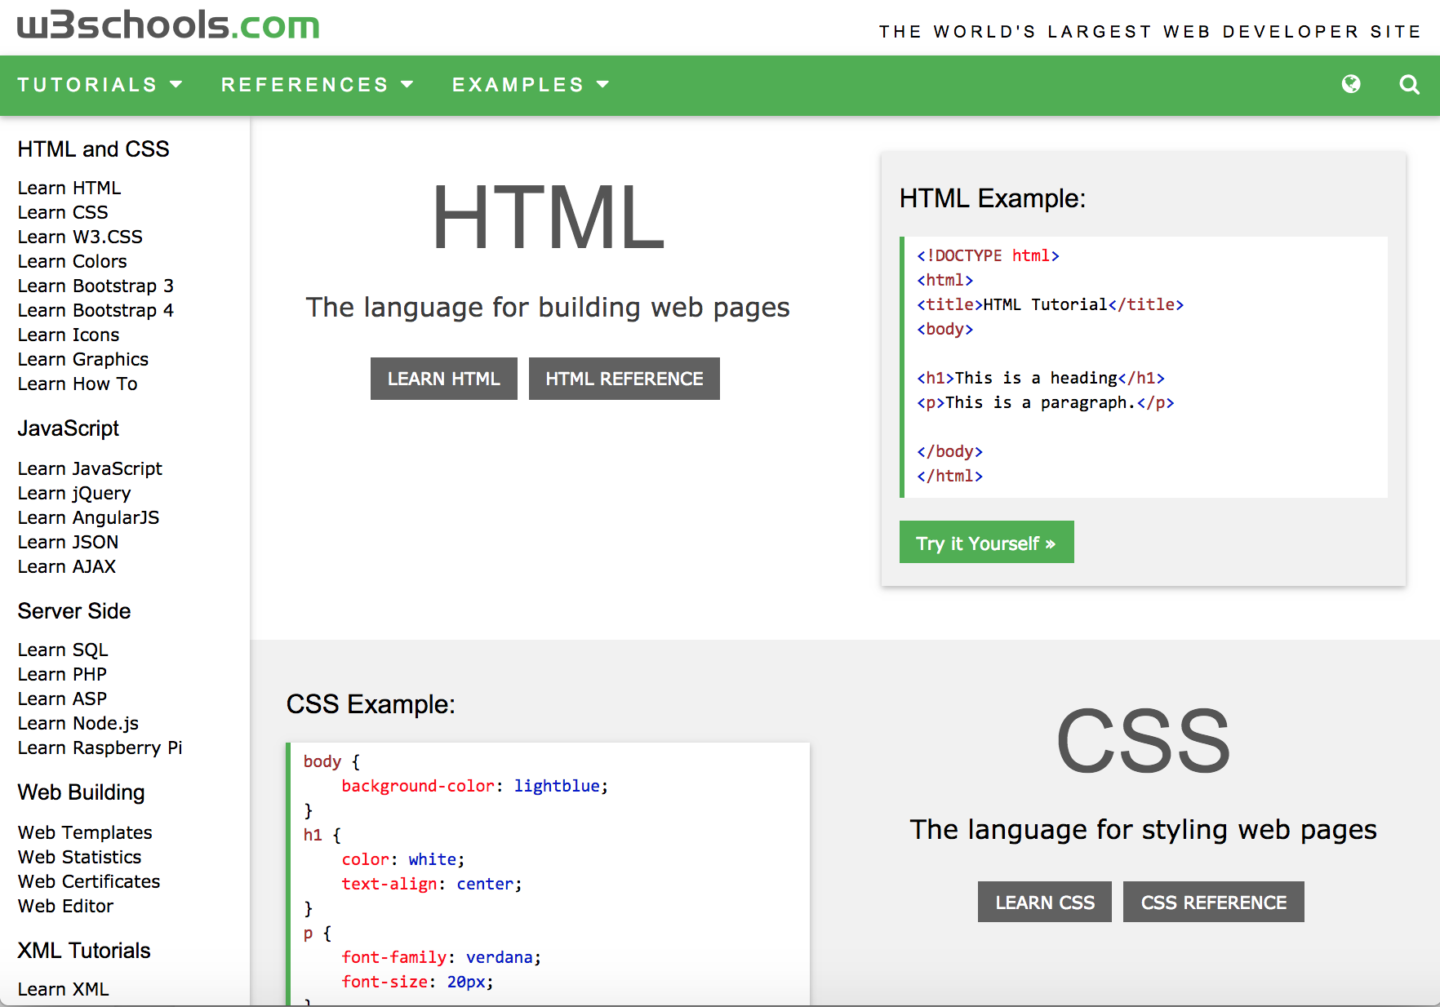 w3schools.com
THE WORLD'S LARGEST WEB DEVELOPER SITE
TUTORIALS REFERENCES EXAMPLES
HTML and CSS
Learn HTML
Learn CSS
Learn W3.CSS
Learn Colors
Learn Bootstrap 3
Learn Bootstrap 4
Learn Icons
Learn Graphics
Learn How To
JavaScript
Learn JavaScript
Learn jQuery
Learn AngularJS
Learn JSON
Learn AJAX
Server Side
Learn SQL
Learn PHP
Learn ASP
Learn Node.js
Learn Raspberry Pi
Web Building
Web Templates
Web Statistics
Web Certificates
Web Editor
XML Tutorials
Learn XML
HTML
The language for building web pages
LEARN HTML HTML REFERENCE
HTML Example:
<!DOCTYPE html>
<html>
<title>HTML Tutorial</title>
<body>
<h1>This is a heading</h1>
<p>This is a paragraph.</p>
</body>
</html>
Try it Yourself »
CSS Example:
body {
background-color: lightblue;
}
h1 {
color: white;
text-align: center;
}
p {
font-family: verdana;
font-size: 20px;
}
CSS
The language for styling web pages
LEARN CSS CSS REFERENCE